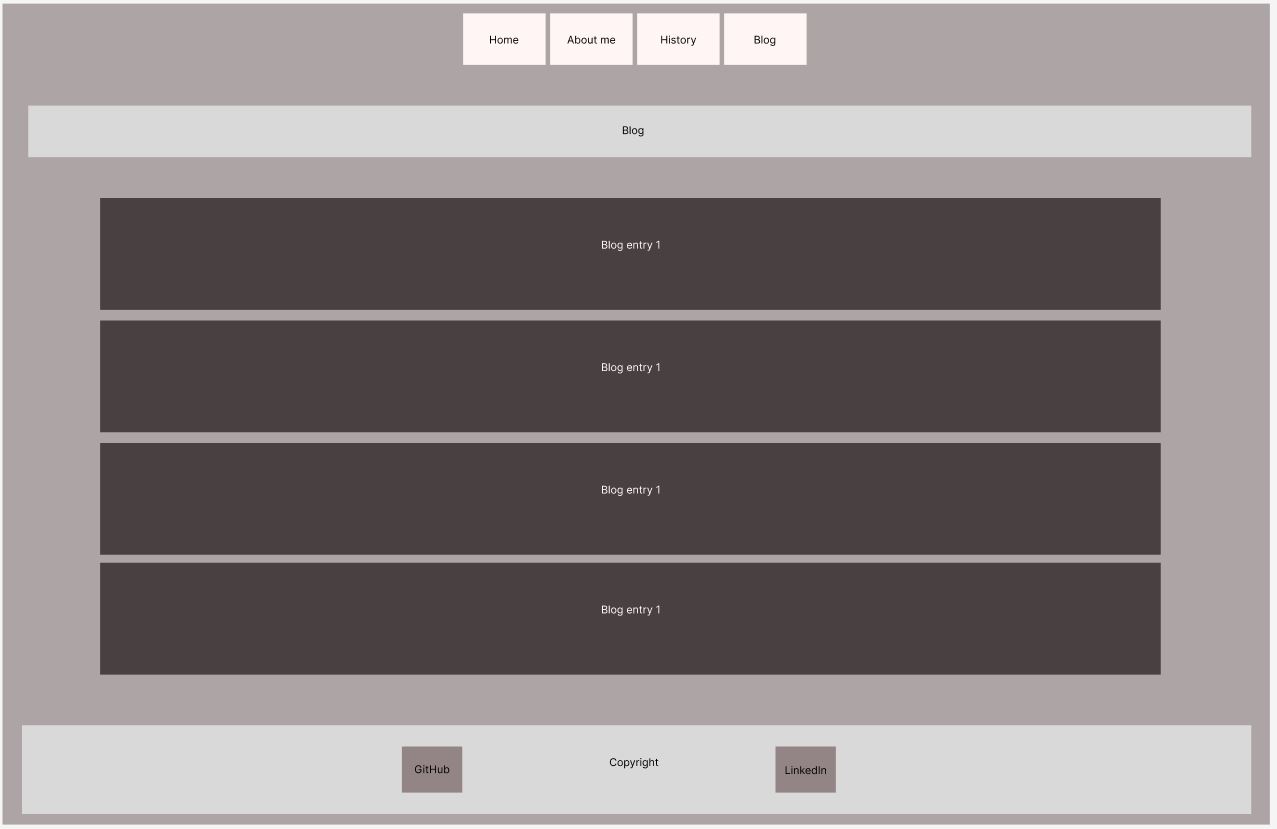 Home
About me
History
Blog
Blog
Blog entry 1
Blog entry 1
Blog entry 1
Blog entry 1
GitHub
Copyright
LinkedIn